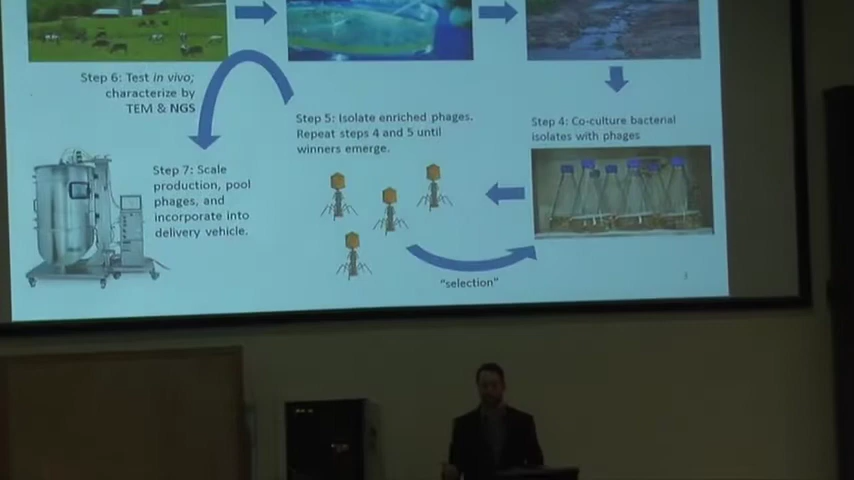 Step 6: Test in vivo;
characterize by
TEM & NGS
Step 5: Isolate enriched phages.
Repeat steps 4 and 5 until
winners emerge.
Step 4: Co-culture bacterial
isolates with phages
Step 7: Scale
production, pool
phages, and
incorporate into
delivery vehicle.
"selection"